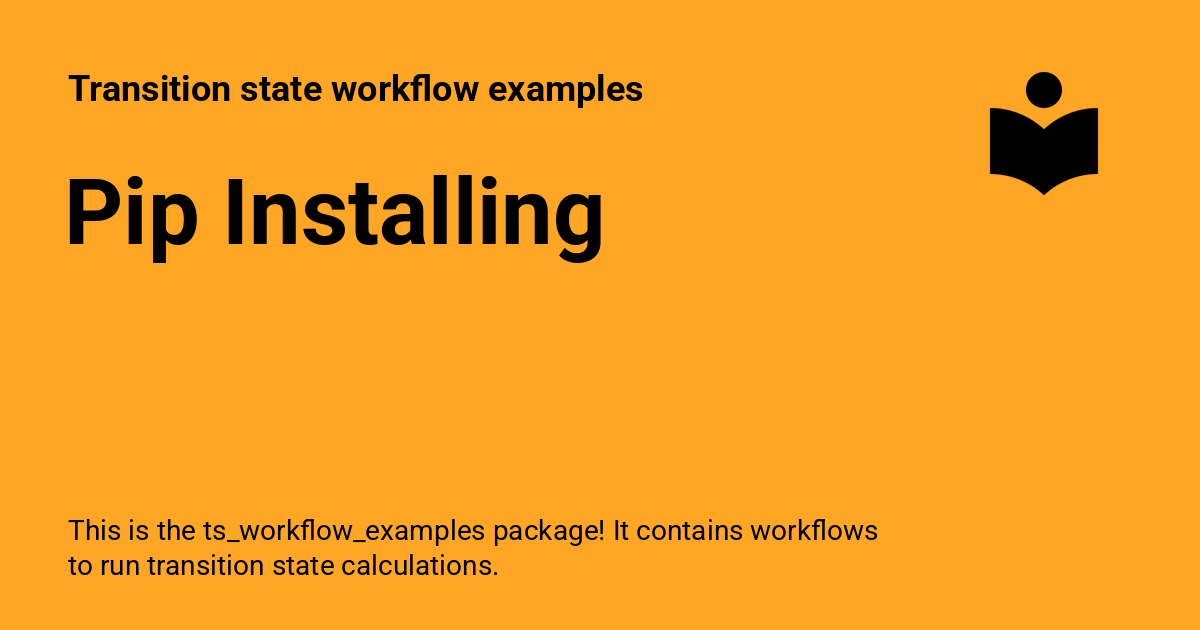 Transition state workflow examples
Pip Installing
This is the ts_workflow_examples package! It contains workflows
to run transition state calculations.